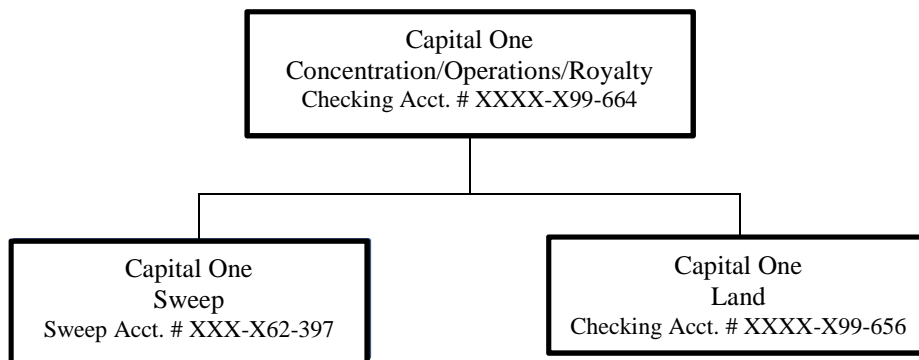 Capital One
Concentration/Operations/Royalty
Checking Acct. # XXXX-X99-664
Capital One
Sweep
Sweep Acct. # XXX-X62-397
Capital One
Land
Checking Acct. # XXXX-X99-656